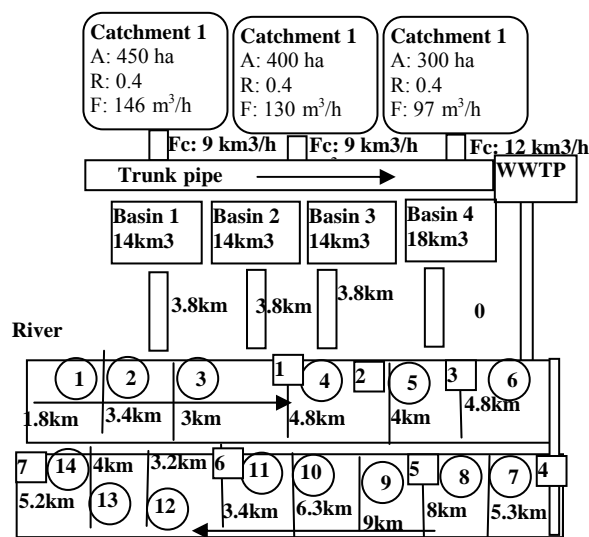 Catchment 1
A: 450 ha
R: 0.4
F: 146 m³/h
Catchment 1
A: 400 ha
R: 0.4
F: 130 m³/h
Catchment 1
A: 300 ha
R: 0.4
F: 97 m³/h
Fc: 9 km3/h
Fc: 9 km3/h
Fc: 12 km3/h
Trunk pipe
WWTP
Basin 1
14km3
Basin 2
14km3
Basin 3
14km3
Basin 4
18km3
3.8km
3.8km
3.8km
0
River
1 2 3 1 4 2 5 3 6
1.8km 3.4km 3km 4.8km 4km 4.8km
7 14 4km 3.2km 6 11 10 9 5 8 7 4
5.2km 13 12 3.4km 6.3km 9km 8km 5.3km